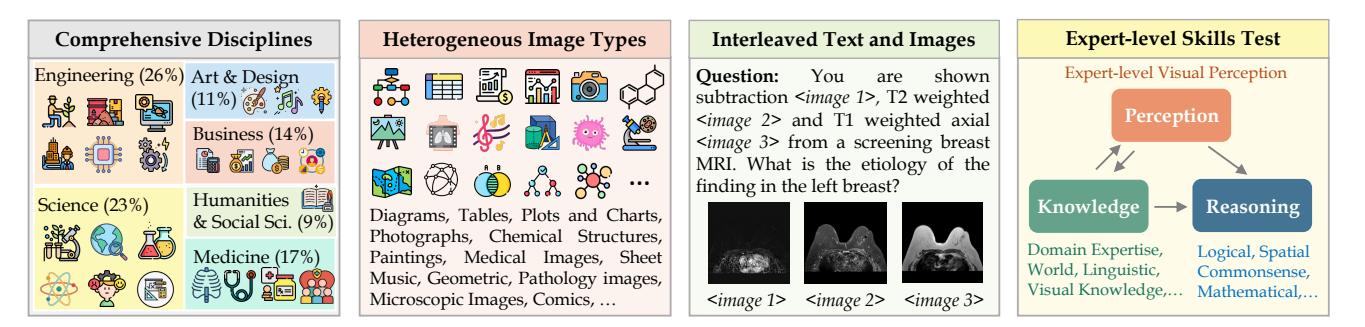 Comprehensive Disciplines
Engineering (26%)
Art & Design
(11%)
Business (14%)
Science (23%)
Humanities
& Social Sci. (9%)
Medicine (17%)
Heterogeneous Image Types
A B
...
Diagrams, Tables, Plots and Charts,
Photographs, Chemical Structures,
Paintings, Medical Images, Sheet
Music, Geometric, Pathology images,
Microscopic Images, Comics, …
Interleaved Text and Images
Question: You are shown
subtraction <image 1>, T2 weighted
<image 2> and T1 weighted axial
<image 3> from a screening breast
MRI. What is the etiology of the
finding in the left breast?
<image 1> <image 2> <image 3>
Expert-level Skills Test
Expert-level Visual Perception
Perception
Knowledge
Reasoning
Domain Expertise,
World, Linguistic,
Visual Knowledge,…
Logical, Spatial
Commonsense,
Mathematical,…